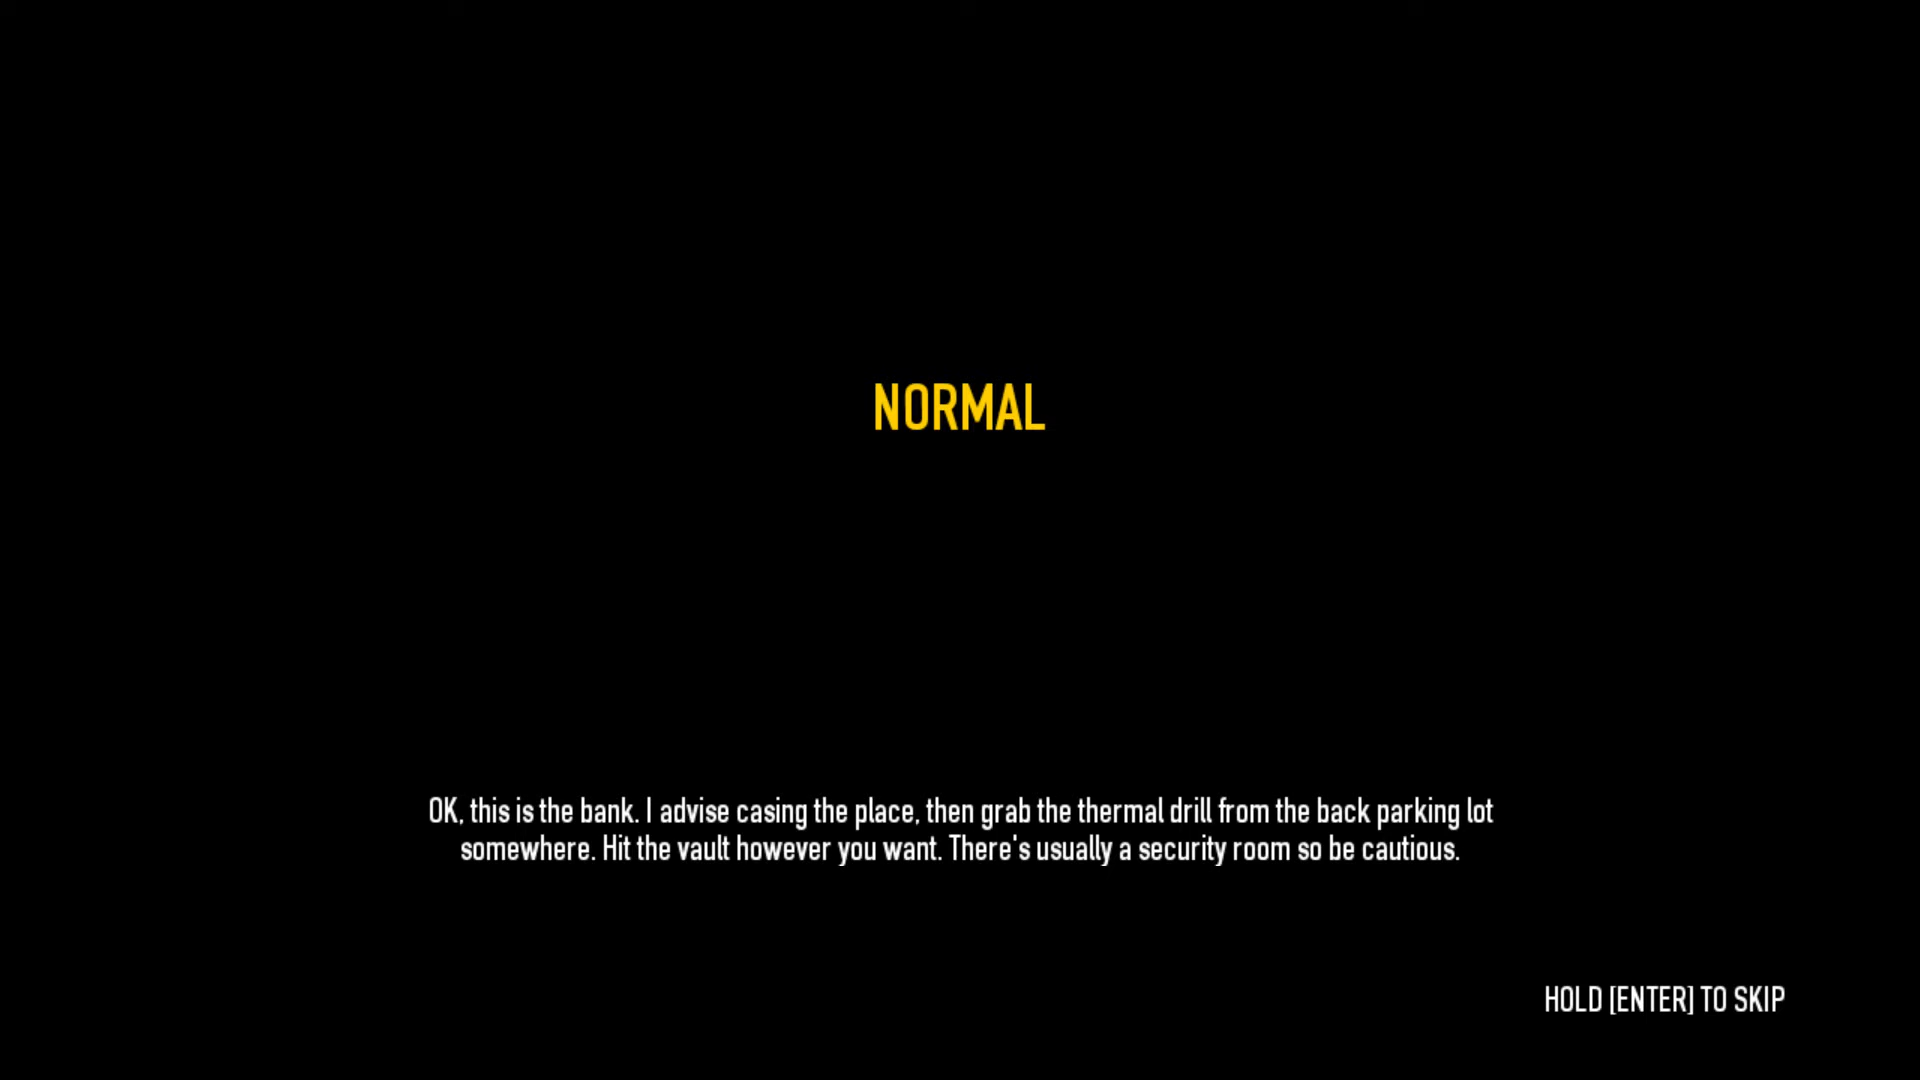 NORMAL
OK, this is the bank. I advise casing the place, then grab the thermal drill from the back parking lot
somewhere. Hit the vault however you want. There's usually a security room so be cautious.
HOLD [ENTER] TO SKIP